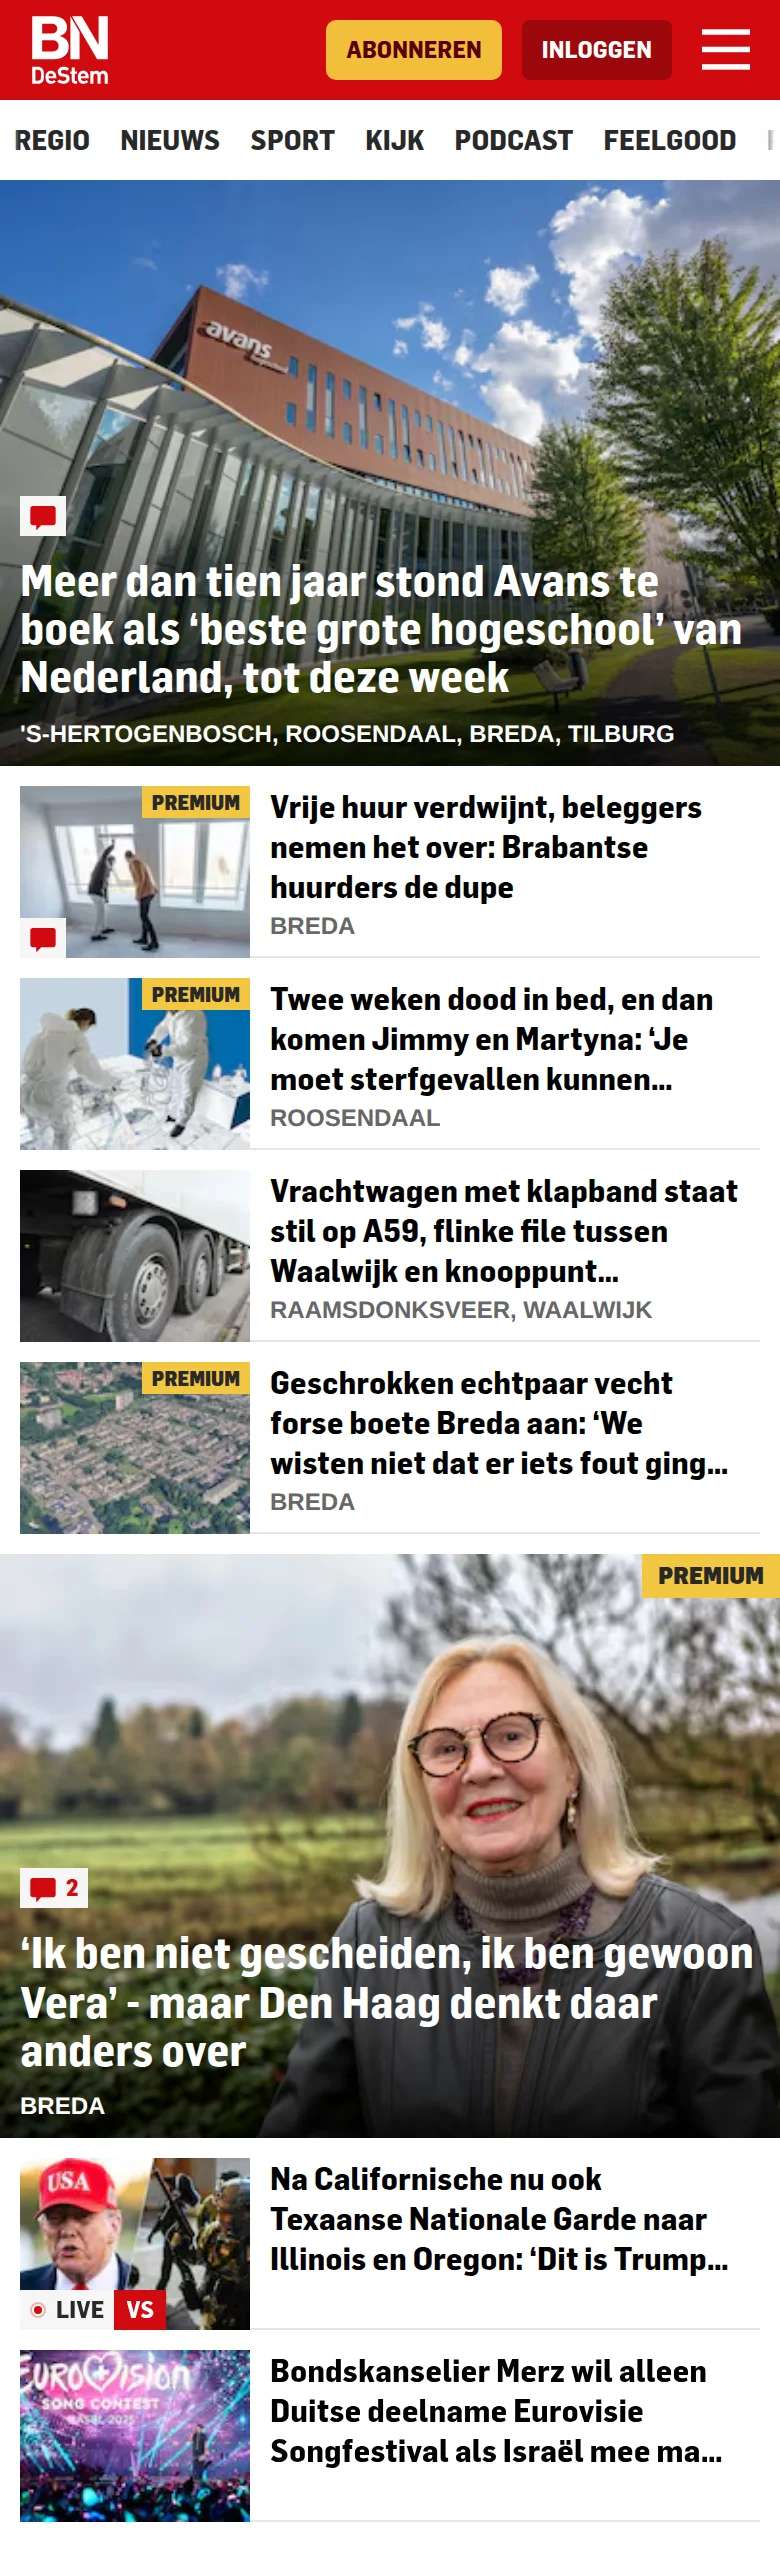 BN
DeStem
ABONNEREN
INLOGGEN
REGIO NIEUWS SPORT KIJK PODCAST FEELGOOD
avans
Meer dan tien jaar stond Avans te
boek als ‘beste grote hogeschool’ van
Nederland, tot deze week
'S-HERTOGENBOSCH, ROOSENDAAL, BREDA, TILBURG
PREMIUM
Vrije huur verdwijnt, beleggers
nemen het over: Brabantse
huurders de dupe
BREDA
PREMIUM
Twee weken dood in bed, en dan
komen Jimmy en Martyna: ‘Je
moet sterfgevallen kunnen...
ROOSENDAAL
Vrachtwagen met klapband staat
stil op A59, flinke file tussen
Waalwijk en knooppunt...
RAAMSDONKSVEER, WAALWIJK
PREMIUM
Geschrokken echtpaar vecht
forse boete Breda aan: ‘We
wisten niet dat er iets fout ging...
BREDA
PREMIUM
2
‘Ik ben niet gescheiden, ik ben gewoon
Vera’ - maar Den Haag denkt daar
anders over
BREDA
USA
LIVE VS
Na Californische nu ook
Texaanse Nationale Garde naar
Illinois en Oregon: ‘Dit is Trump...
EUROVISION
SONG CONTEST
BASEL 2025
Bondskanselier Merz wil alleen
Duitse deelname Eurovisie
Songfestival als Israël mee ma...